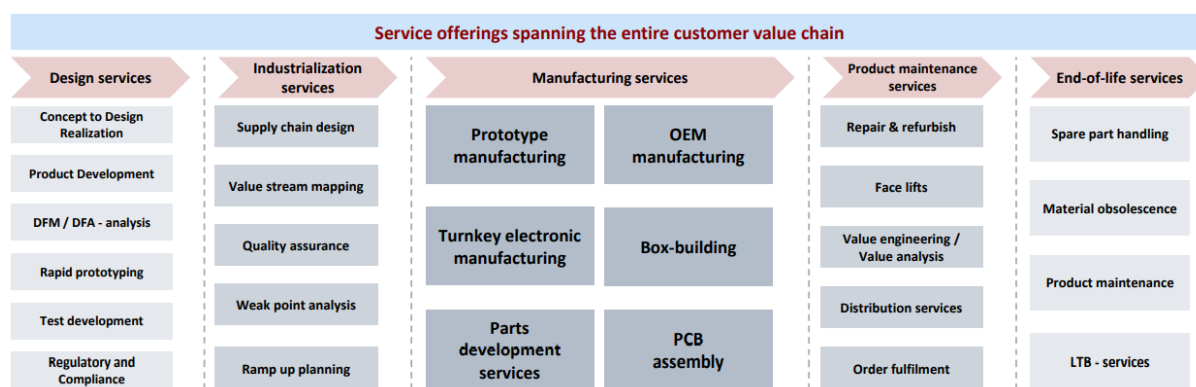 Service offerings spanning the entire customer value chain
Design services
Concept to Design
Realization
Product Development
DFM / DFA - analysis
Rapid prototyping
Test development
Regulatory and
Compliance
Industrialization
services
Supply chain design
Value stream mapping
Quality assurance
Weak point analysis
Ramp up planning
Manufacturing services
Prototype
manufacturing
OEM
manufacturing
Turnkey electronic
manufacturing
Box-building
Parts
development
services
PCB
assembly
Product maintenance
services
Repair & refurbish
Face lifts
Value engineering /
Value analysis
Distribution services
Order fulfilment
End-of-life services
Spare part handling
Material obsolescence
Product maintenance
LTB - services